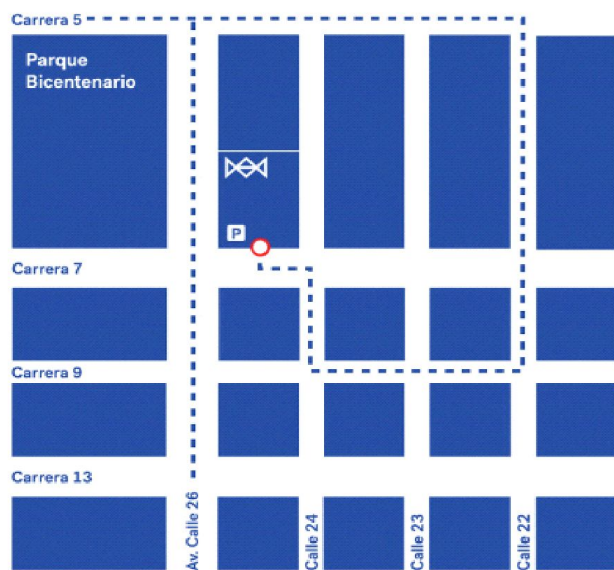 Carrera 5
Parque
Bicentenario
P
Carrera 7
Carrera 9
Carrera 13
Av. Calle 26
Calle 24
Calle 23
Calle 22